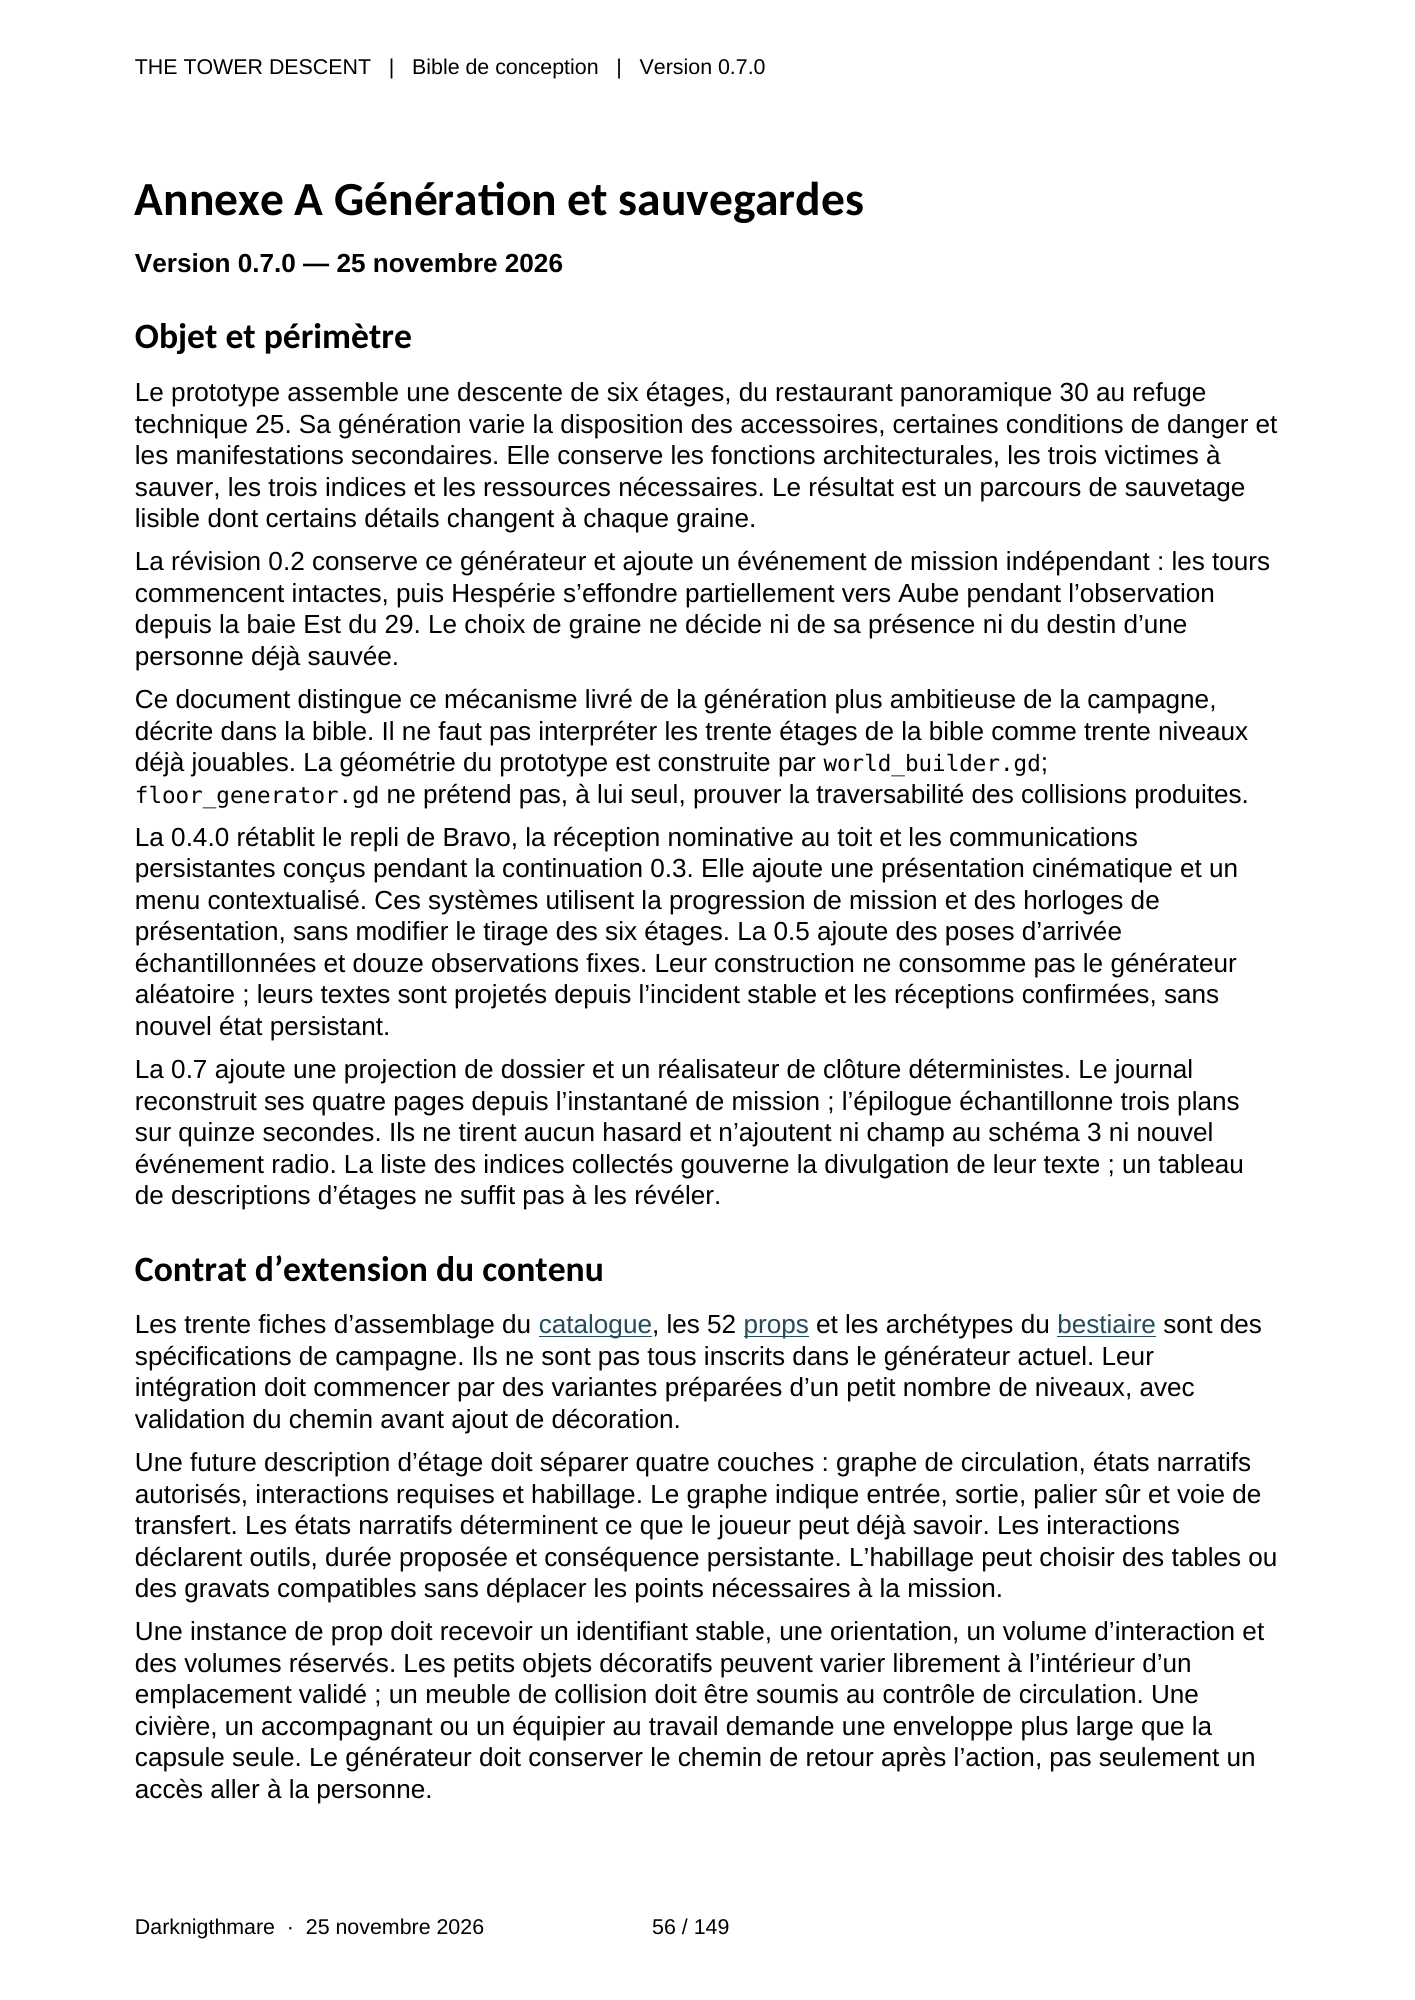 THE TOWER DESCENT | Bible de conception | Version 0.7.0
Annexe A Génération et sauvegardes
Version 0.7.0 — 25 novembre 2026
Objet et périmètre
Le prototype assemble une descente de six étages, du restaurant panoramique 30 au refuge
technique 25. Sa génération varie la disposition des accessoires, certaines conditions de danger et
les manifestations secondaires. Elle conserve les fonctions architecturales, les trois victimes à
sauver, les trois indices et les ressources nécessaires. Le résultat est un parcours de sauvetage
lisible dont certains détails changent à chaque graine.
La révision 0.2 conserve ce générateur et ajoute un événement de mission indépendant : les tours
commencent intactes, puis Hespérie s’effondre partiellement vers Aube pendant l’observation
depuis la baie Est du 29. Le choix de graine ne décide ni de sa présence ni du destin d’une
personne déjà sauvée.
Ce document distingue ce mécanisme livré de la génération plus ambitieuse de la campagne,
décrite dans la bible. Il ne faut pas interpréter les trente étages de la bible comme trente niveaux
déjà jouables. La géométrie du prototype est construite par world_builder.gd;
floor_generator.gd ne prétend pas, à lui seul, prouver la traversabilité des collisions produites.
La 0.4.0 rétablit le repli de Bravo, la réception nominative au toit et les communications
persistantes conçus pendant la continuation 0.3. Elle ajoute une présentation cinématique et un
menu contextualisé. Ces systèmes utilisent la progression de mission et des horloges de
présentation, sans modifier le tirage des six étages. La 0.5 ajoute des poses d’arrivée
échantillonnées et douze observations fixes. Leur construction ne consomme pas le générateur
aléatoire ; leurs textes sont projetés depuis l’incident stable et les réceptions confirmées, sans
nouvel état persistant.
La 0.7 ajoute une projection de dossier et un réalisateur de clôture déterministes. Le journal
reconstruit ses quatre pages depuis l’instantané de mission ; l’épilogue échantillonne trois plans
sur quinze secondes. Ils ne tirent aucun hasard et n’ajoutent ni champ au schéma 3 ni nouvel
événement radio. La liste des indices collectés gouverne la divulgation de leur texte ; un tableau
de descriptions d’étages ne suffit pas à les révéler.
Contrat d’extension du contenu
Les trente fiches d’assemblage du catalogue, les 52 props et les archétypes du bestiaire sont des
spécifications de campagne. Ils ne sont pas tous inscrits dans le générateur actuel. Leur
intégration doit commencer par des variantes préparées d’un petit nombre de niveaux, avec
validation du chemin avant ajout de décoration.
Une future description d’étage doit séparer quatre couches : graphe de circulation, états narratifs
autorisés, interactions requises et habillage. Le graphe indique entrée, sortie, palier sûr et voie de
transfert. Les états narratifs déterminent ce que le joueur peut déjà savoir. Les interactions
déclarent outils, durée proposée et conséquence persistante. L’habillage peut choisir des tables ou
des gravats compatibles sans déplacer les points nécessaires à la mission.
Une instance de prop doit recevoir un identifiant stable, une orientation, un volume d’interaction et
des volumes réservés. Les petits objets décoratifs peuvent varier librement à l’intérieur d’un
emplacement validé ; un meuble de collision doit être soumis au contrôle de circulation. Une
civière, un accompagnant ou un équipier au travail demande une enveloppe plus large que la
capsule seule. Le générateur doit conserver le chemin de retour après l’action, pas seulement un
accès aller à la personne.
Darknigthmare · 25 novembre 2026 56 / 149